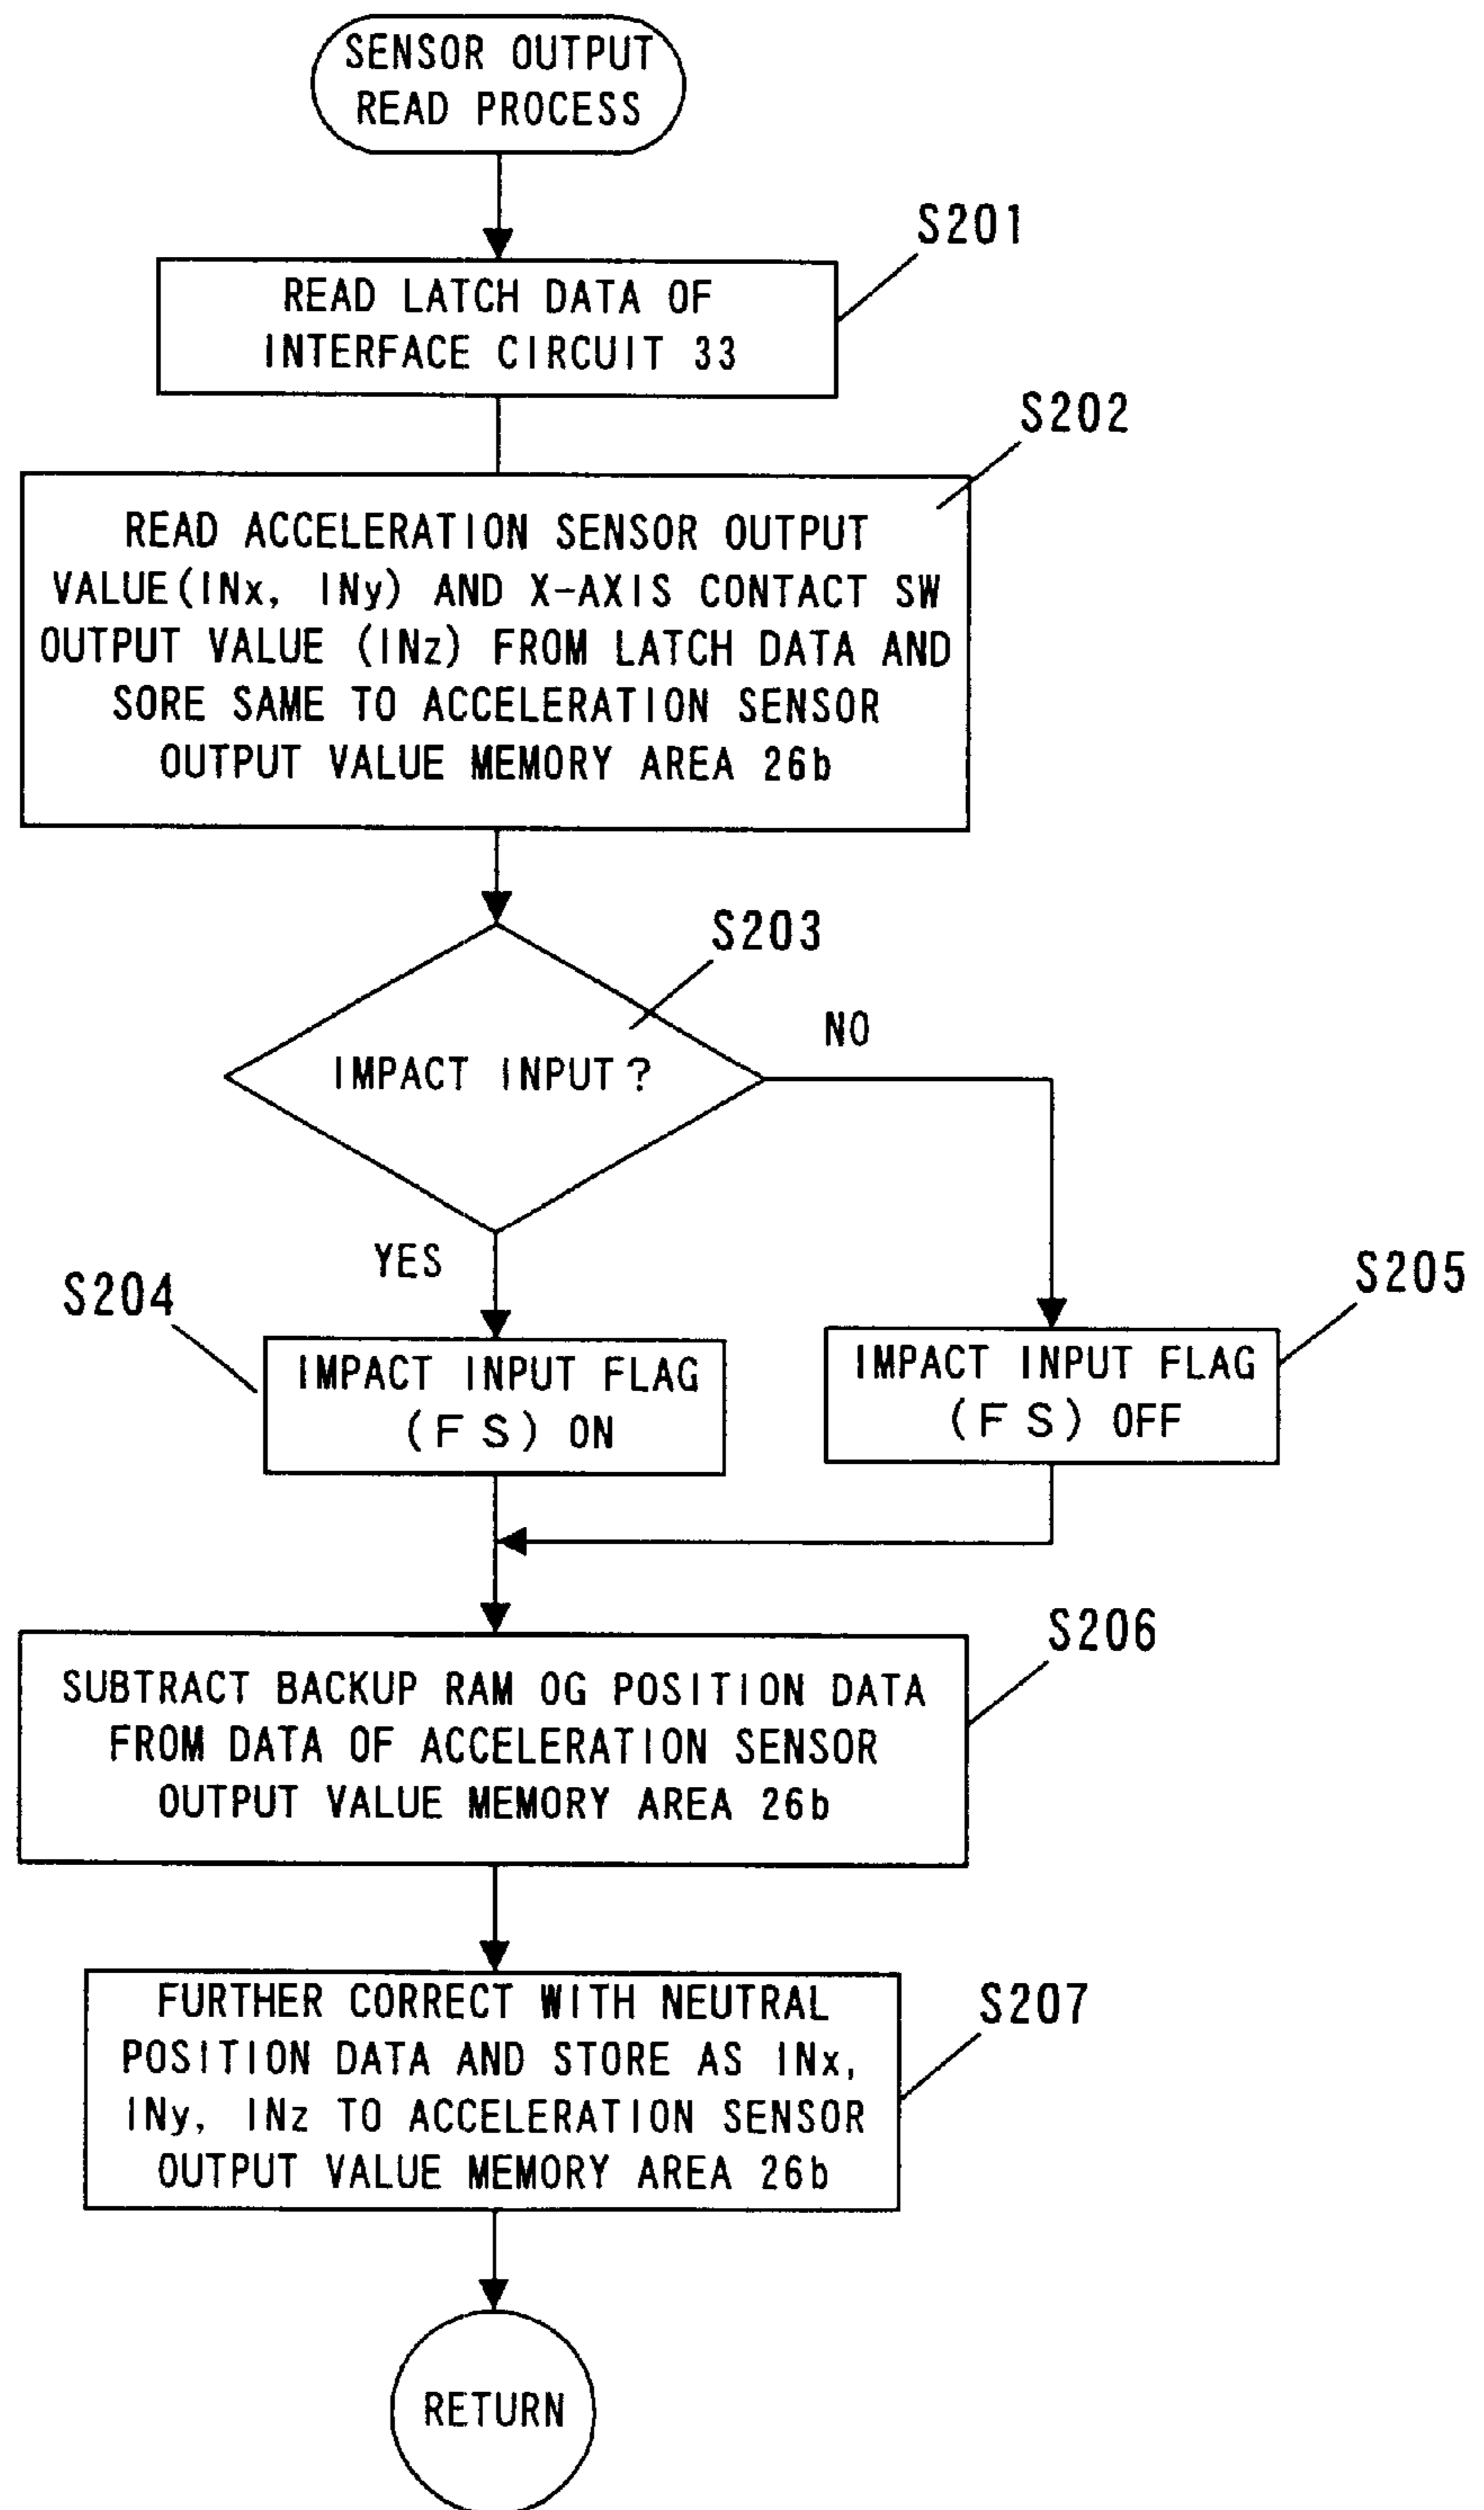 SENSOR OUTPUT
READ PROCESS
S201
READ LATCH DATA OF
INTERFACE CIRCUIT 33
S202
READ ACCELERATION SENSOR OUTPUT
VALUE(INx, INy) AND X-AXIS CONTACT SW
OUTPUT VALUE (INz) FROM LATCH DATA AND
SORE SAME TO ACCELERATION SENSOR
OUTPUT VALUE MEMORY AREA 26b
S203
IMPACT INPUT?
NO
YES
S204
IMPACT INPUT FLAG
(FS) ON
S205
IMPACT INPUT FLAG
(FS) OFF
S206
SUBTRACT BACKUP RAM OG POSITION DATA
FROM DATA OF ACCELERATION SENSOR
OUTPUT VALUE MEMORY AREA 26b
S207
FURTHER CORRECT WITH NEUTRAL
POSITION DATA AND STORE AS INx,
INy, INz TO ACCELERATION SENSOR
OUTPUT VALUE MEMORY AREA 26b
RETURN